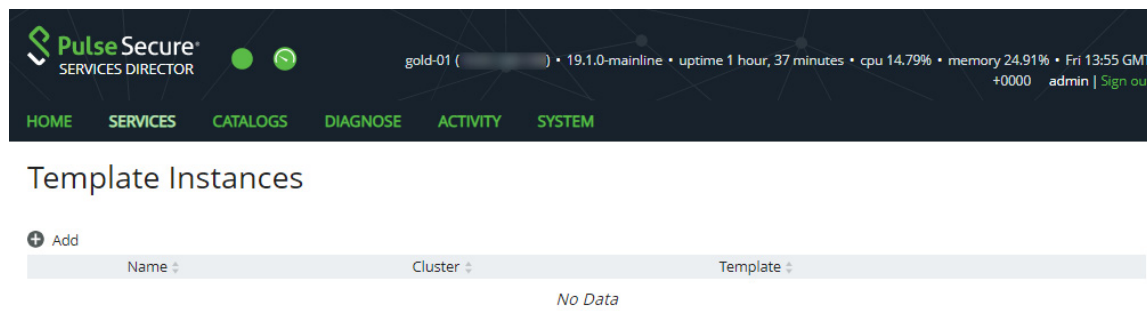 Pulse Secure®
SERVICES DIRECTOR
gold-01 ( ) • 19.1.0-mainline • uptime 1 hour, 37 minutes • cpu 14.79% • memory 24.91% • Fri 13:55 GMT
+0000 admin | Sign ou
HOME SERVICES CATALOGS DIAGNOSE ACTIVITY SYSTEM
Template Instances
Add
Name Cluster Template
No Data